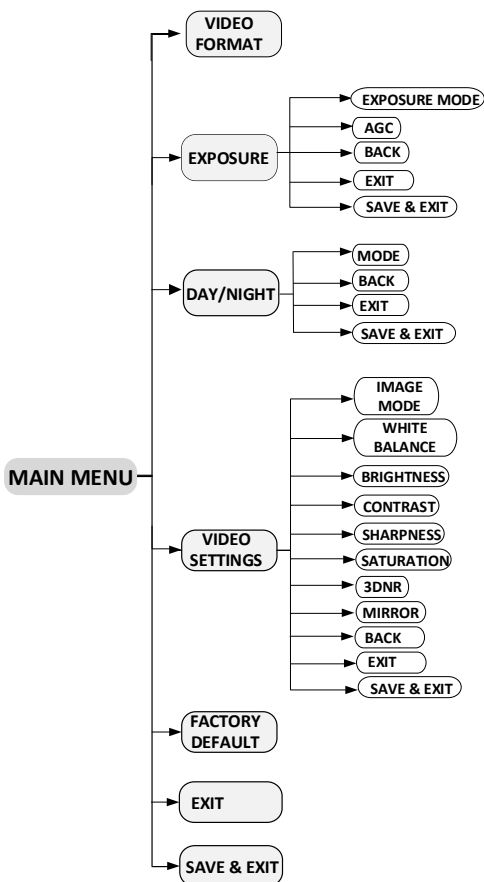 VIDEO
FORMAT
EXPOSURE MODE
AGC
EXPOSURE
BACK
EXIT
SAVE & EXIT
MODE
DAY/NIGHT
BACK
EXIT
SAVE & EXIT
IMAGE
MODE
WHITE
BALANCE
MAIN MENU
BRIGHTNESS
CONTRAST
VIDEO
SETTINGS
SHARPNESS
SATURATION
3DNR
MIRROR
BACK
EXIT
SAVE & EXIT
FACTORY
DEFAULT
EXIT
SAVE & EXIT